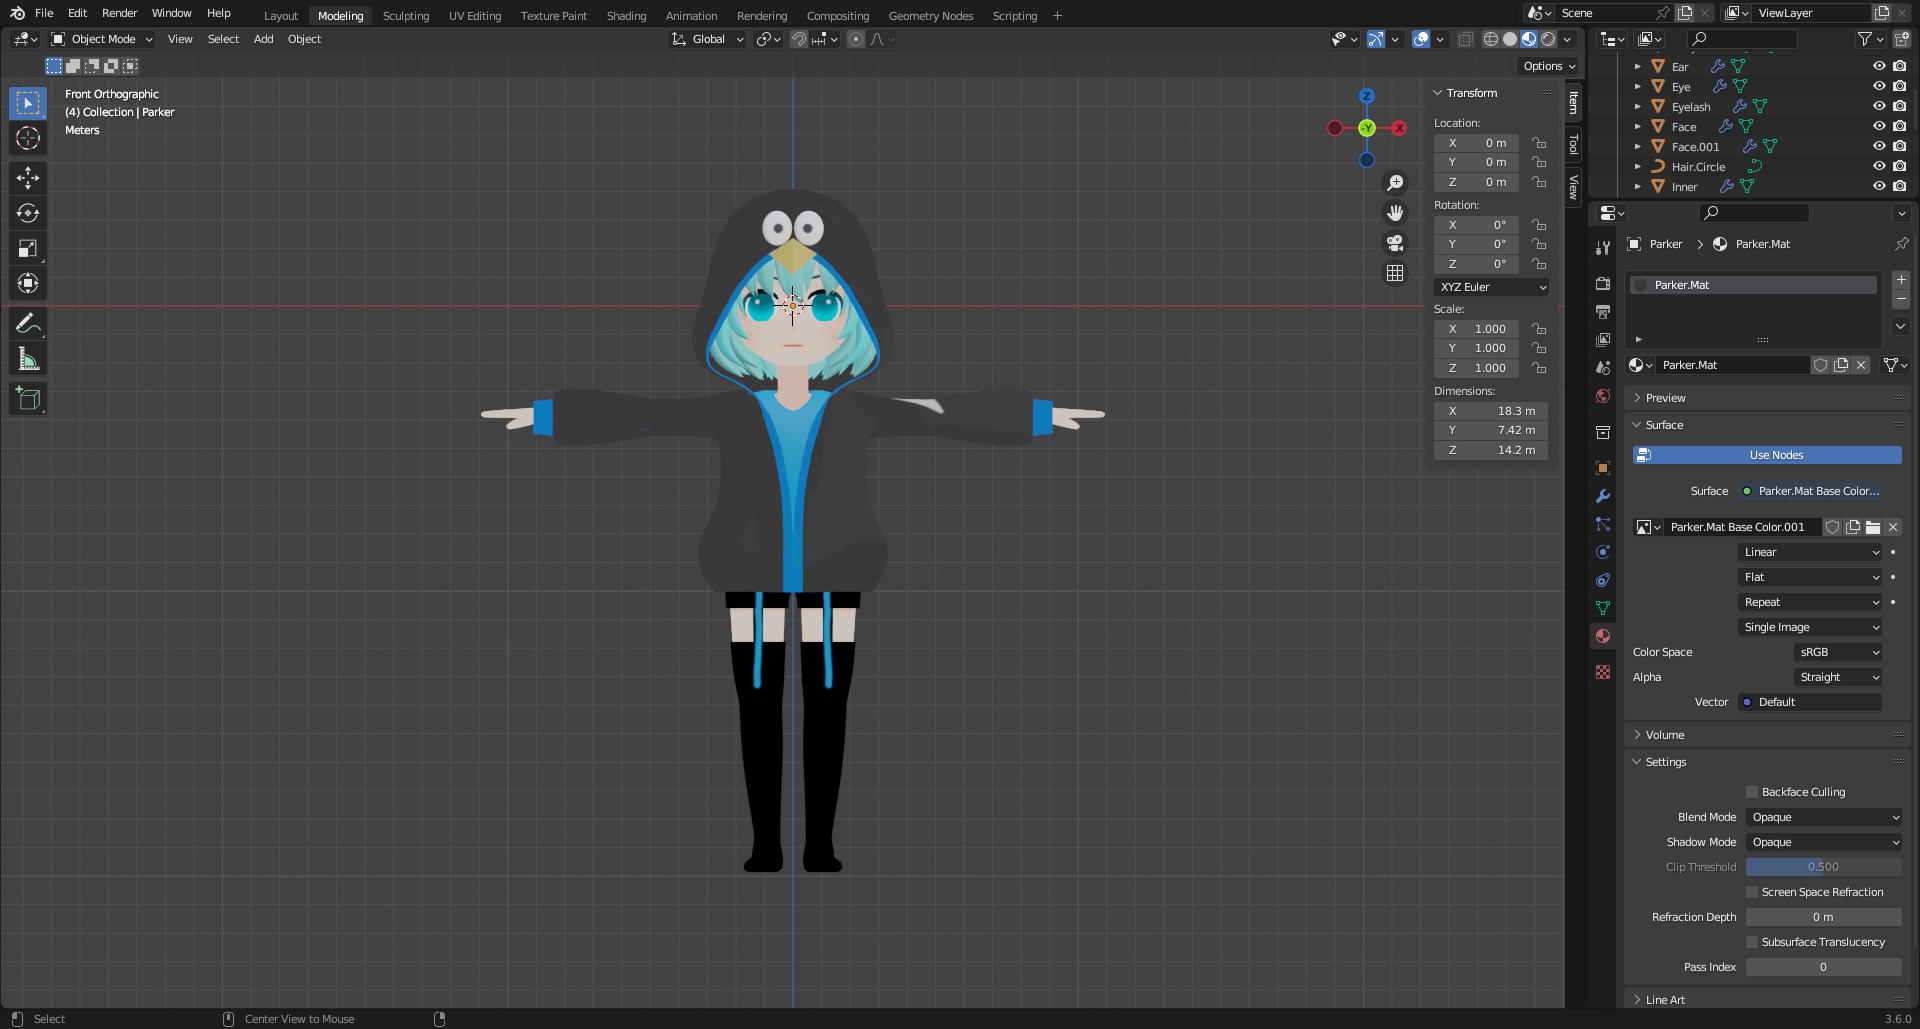 File Edit Render Window Help
Layout Modeling Sculpting UV Editing Texture Paint Shading Animation Rendering Compositing Geometry Nodes Scripting +
Scene
ViewLayer
Object Mode View Select Add Object
Global
Options
Front Orthographic
(4) Collection | Parker
Meters
Z
-Y
X
Item
Tool
View
Transform
Location:
X 0 m
Y 0 m
Z 0 m
Rotation:
X 0°
Y 0°
Z 0°
XYZ Euler
Scale:
X 1.000
Y 1.000
Z 1.000
Dimensions:
X 18.3 m
Y 7.42 m
Z 14.2 m
Ear
Eye
Eyelash
Face
Face.001
Hair.Circle
Inner
Parker > Parker.Mat
Parker.Mat
Parker.Mat
Preview
Surface
Use Nodes
Surface Parker.Mat Base Color...
Parker.Mat Base Color.001
Linear
Flat
Repeat
Single Image
Color Space sRGB
Alpha Straight
Vector Default
Volume
Settings
Backface Culling
Blend Mode Opaque
Shadow Mode Opaque
Clip Threshold 0.500
Screen Space Refraction
Refraction Depth 0 m
Subsurface Translucency
Pass Index 0
Line Art
Select
Center View to Mouse
3.6.0